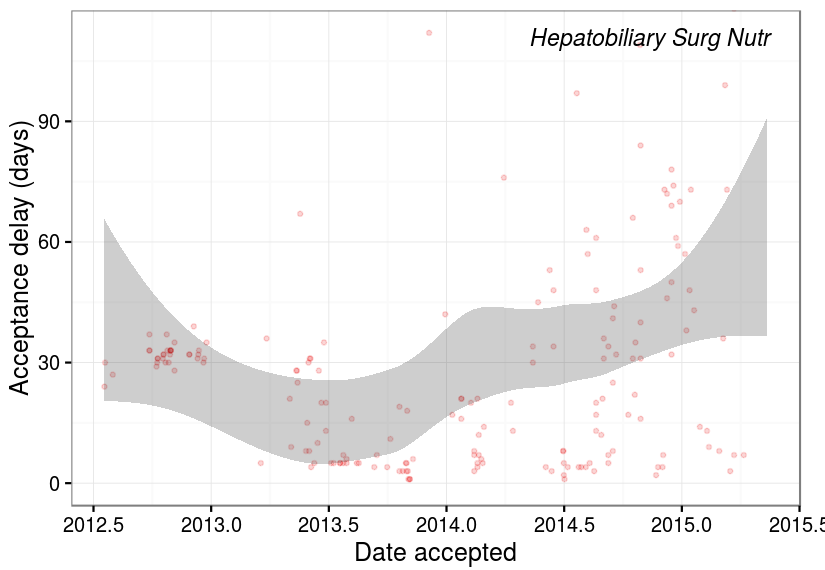 Hepatobiliary Surg Nutr
Acceptance delay (days)
90
60
30
0
2012.5 2013.0 2013.5 2014.0 2014.5 2015.0 2015.5
Date accepted